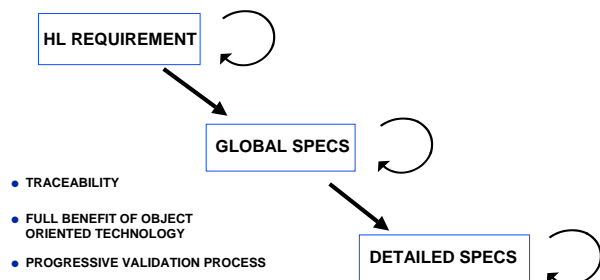 HL REQUIREMENT
GLOBAL SPECS
• TRACEABILITY
• FULL BENEFIT OF OBJECT
ORIENTED TECHNOLOGY
• PROGRESSIVE VALIDATION PROCESS
DETAILED SPECS